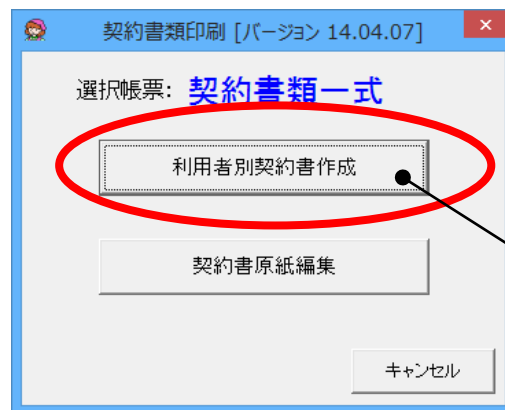 契約書類印刷 [バージョン 14.04.07]
選択帳票: 契約書類一式
利用者別契約書作成
契約書原紙編集
キャンセル